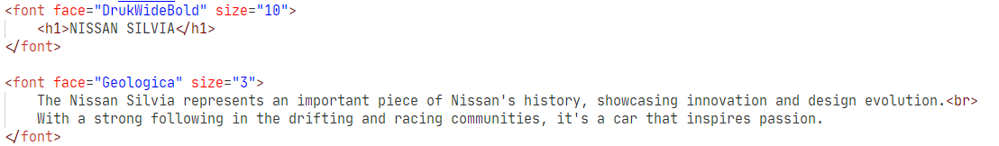 <font face="DrukWideBold" size="10">
<h1>NISSAN SILVIA</h1>
</font>
<font face="Geologica" size="3">
The Nissan Silvia represents an important piece of Nissan's history, showcasing innovation and design evolution.<br>
With a strong following in the drifting and racing communities, it's a car that inspires passion.
</font>